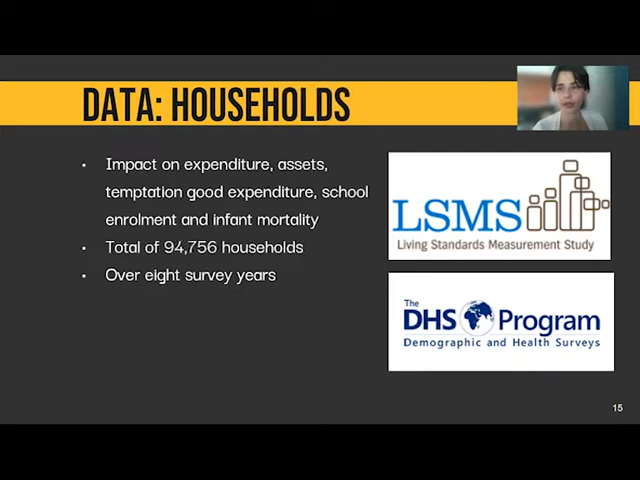 DATA: HOUSEHOLDS
• Impact on expenditure, assets,
temptation good expenditure, school
enrolment and infant mortality
• Total of 94,756 households
• Over eight survey years
LSMS
Living Standards Measurement Study
The
DHS Program
Demographic and Health Surveys
15